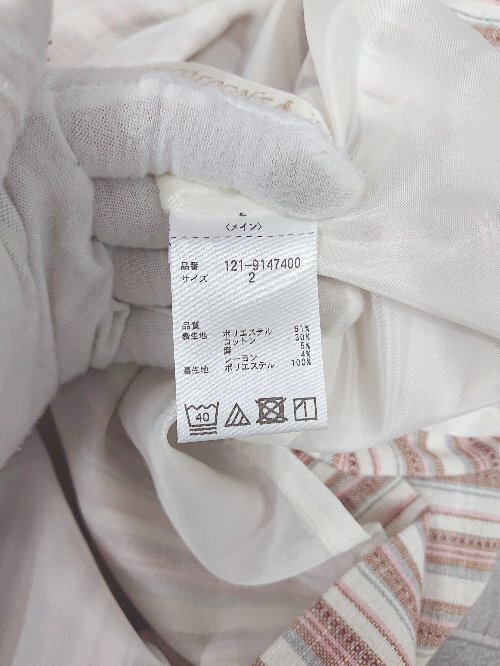 〈メイン〉
品番 121-9147400
サイズ 2
品質
表生地 ポリエステル 61%
コットン 30%
麻 5%
レーヨン 4%
裏生地 ポリエステル 100%
40
1